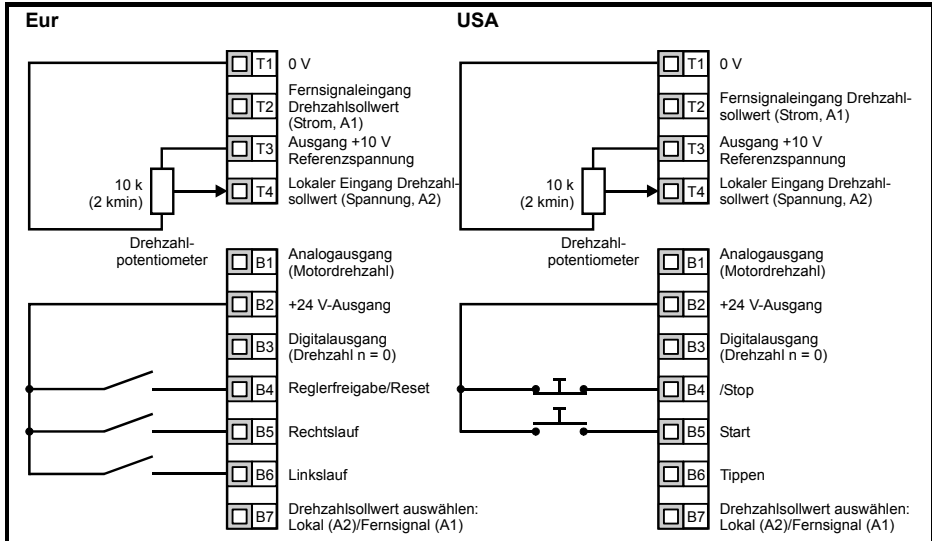 Eur
T1 0 V
T2 Fernsignaleingang
Drehzahlsollwert
(Strom, A1)
T3 Ausgang +10 V
Referenzspannung
10 k
(2 kmin)
T4 Lokaler Eingang Drehzahl-
sollwert (Spannung, A2)
Drehzahl-
potentiometer
B1 Analogausgang
(Motordrehzahl)
B2 +24 V-Ausgang
B3 Digitalausgang
(Drehzahl n = 0)
B4 Reglerfreigabe/Reset
B5 Rechtslauf
B6 Linkslauf
B7 Drehzahlsollwert auswählen:
Lokal (A2)/Fernsignal (A1)
USA
T1 0 V
T2 Fernsignaleingang Drehzahl-
sollwert (Strom, A1)
T3 Ausgang +10 V
Referenzspannung
10 k
(2 kmin)
T4 Lokaler Eingang Drehzahl-
sollwert (Spannung, A2)
Drehzahl-
potentiometer
B1 Analogausgang
(Motordrehzahl)
B2 +24 V-Ausgang
B3 Digitalausgang
(Drehzahl n = 0)
B4 /Stop
B5 Start
B6 Tippen
B7 Drehzahlsollwert auswählen:
Lokal (A2)/Fernsignal (A1)